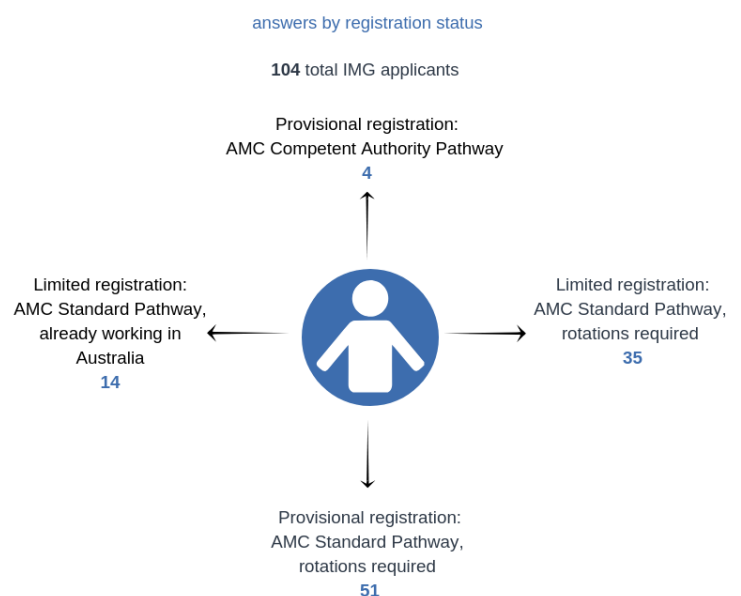 answers by registration status
104 total IMG applicants
Provisional registration:
AMC Competent Authority Pathway
4
Limited registration:
AMC Standard Pathway,
already working in
Australia
14
Limited registration:
AMC Standard Pathway,
rotations required
35
Provisional registration:
AMC Standard Pathway,
rotations required
51